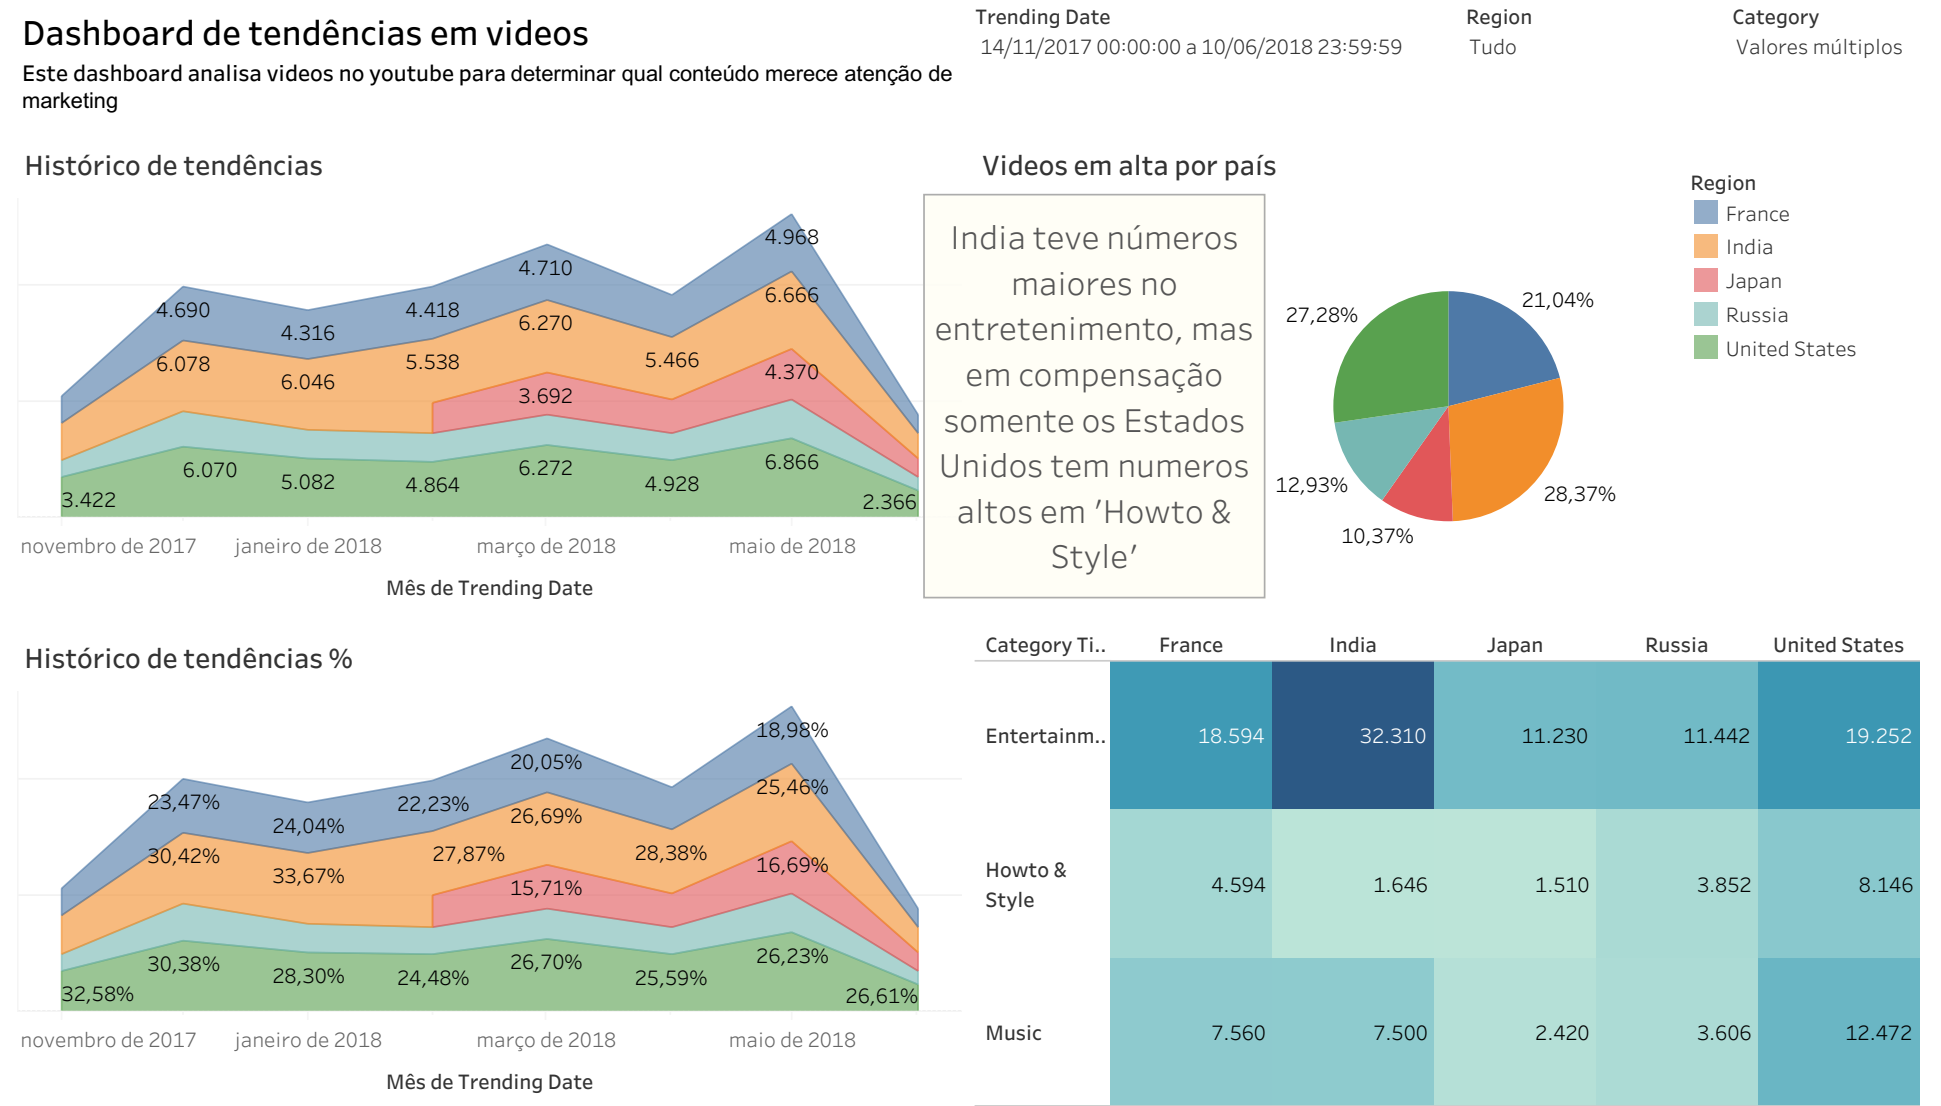 Dashboard de tendências em videos
Este dashboard analisa videos no youtube para determinar qual conteúdo merece atenção de
marketing
Trending Date
14/11/2017 00:00:00 a 10/06/2018 23:59:59
Region
Tudo
Category
Valores múltiplos
Histórico de tendências
4.690
4.316
4.418
4.710
4.968
6.078
6.046
5.538
6.270
5.466
6.666
3.692
4.370
3.422
6.070
5.082
4.864
6.272
4.928
6.866
2.366
novembro de 2017
janeiro de 2018
março de 2018
maio de 2018
Mês de Trending Date
Videos em alta por país
India teve números
maiores no
entretenimento, mas
em compensação
somente os Estados
Unidos tem numeros
altos em 'Howto &
Style'
21,04%
28,37%
10,37%
12,93%
27,28%
Region
France
India
Japan
Russia
United States
Histórico de tendências %
23,47%
24,04%
22,23%
20,05%
18,98%
30,42%
33,67%
27,87%
26,69%
28,38%
25,46%
15,71%
16,69%
32,58%
30,38%
28,30%
24,48%
26,70%
25,59%
26,23%
26,61%
novembro de 2017
janeiro de 2018
março de 2018
maio de 2018
Mês de Trending Date
Category Ti.. France India Japan Russia United States
Entertainm.. 18.594 32.310 11.230 11.442 19.252
Howto &
Style 4.594 1.646 1.510 3.852 8.146
Music 7.560 7.500 2.420 3.606 12.472